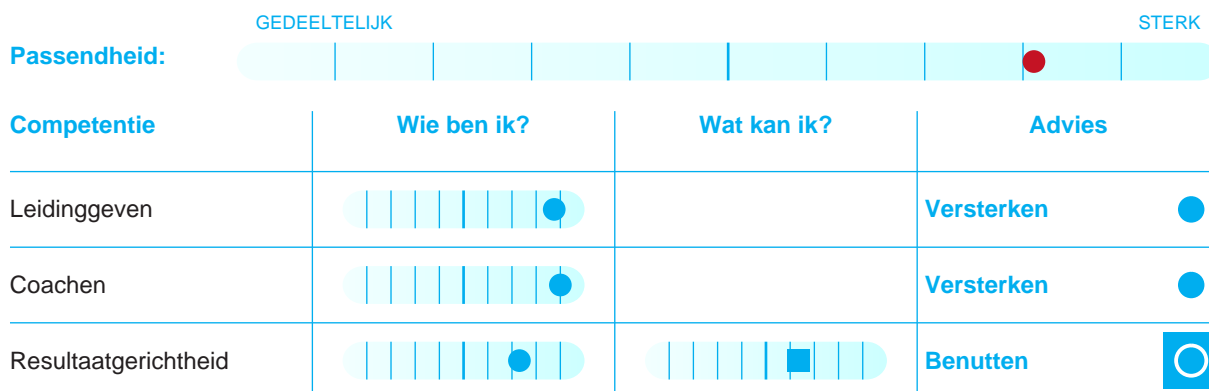 GEDEELTELIJK STERK
Passendheid:
Competentie Wie ben ik? Wat kan ik? Advies
Leidinggeven Versterken
Coachen Versterken
Resultaatgerichtheid Benutten